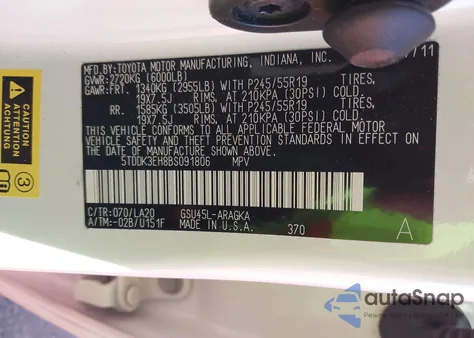 MFD.BY:TOYOTA MOTOR MANUFACTURING, INDIANA, INC. /11
GVWR: 2720KG (6000LB)
GAWR:FRT. 1340KG (2955LB) WITH P245/55R19 TIRES,
19X7.5J RIMS, AT 210KPA (30PSI) COLD.
RR. 1585KG (3505LB) WITH P245/55R19 TIRES,
19X7.5J RIMS, AT 210KPA (30PSI) COLD.
THIS VEHICLE CONFORMS TO ALL APPLICABLE FEDERAL MOTOR
VEHICLE SAFETY AND THEFT PREVENTION STANDARDS IN EFFECT
ON THE DATE OF MANUFACTURE SHOWN ABOVE.
5TDDK3EH8BS091806 MPV
C/TR:070/LA20 GSU45L-ARAGKA
A/TM:-02B/U151F MADE IN U.S.A. 370 A
ATTENTION
ACHTUNG
3
autoSnap